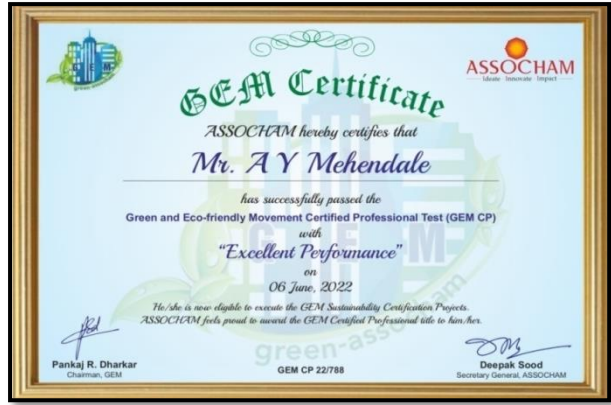 GEM
green-assocham
ASSOCHAM
Ideate Innovate Impact
GEM Certificate
ASSOCHAM hereby certifies that
Mr. A Y Mehendale
has successfully passed the
Green and Eco-friendly Movement Certified Professional Test (GEM CP)
with
"Excellent Performance"
on
06 June, 2022
He/she is now eligible to execute the GEM Sustainability Certification Projects.
ASSOCHAM feels proud to award the GEM Certified Professional title to him/her.
Pankaj R. Dharkar
Chairman, GEM
GEM CP 22/788
Deepak Sood
Secretary General, ASSOCHAM